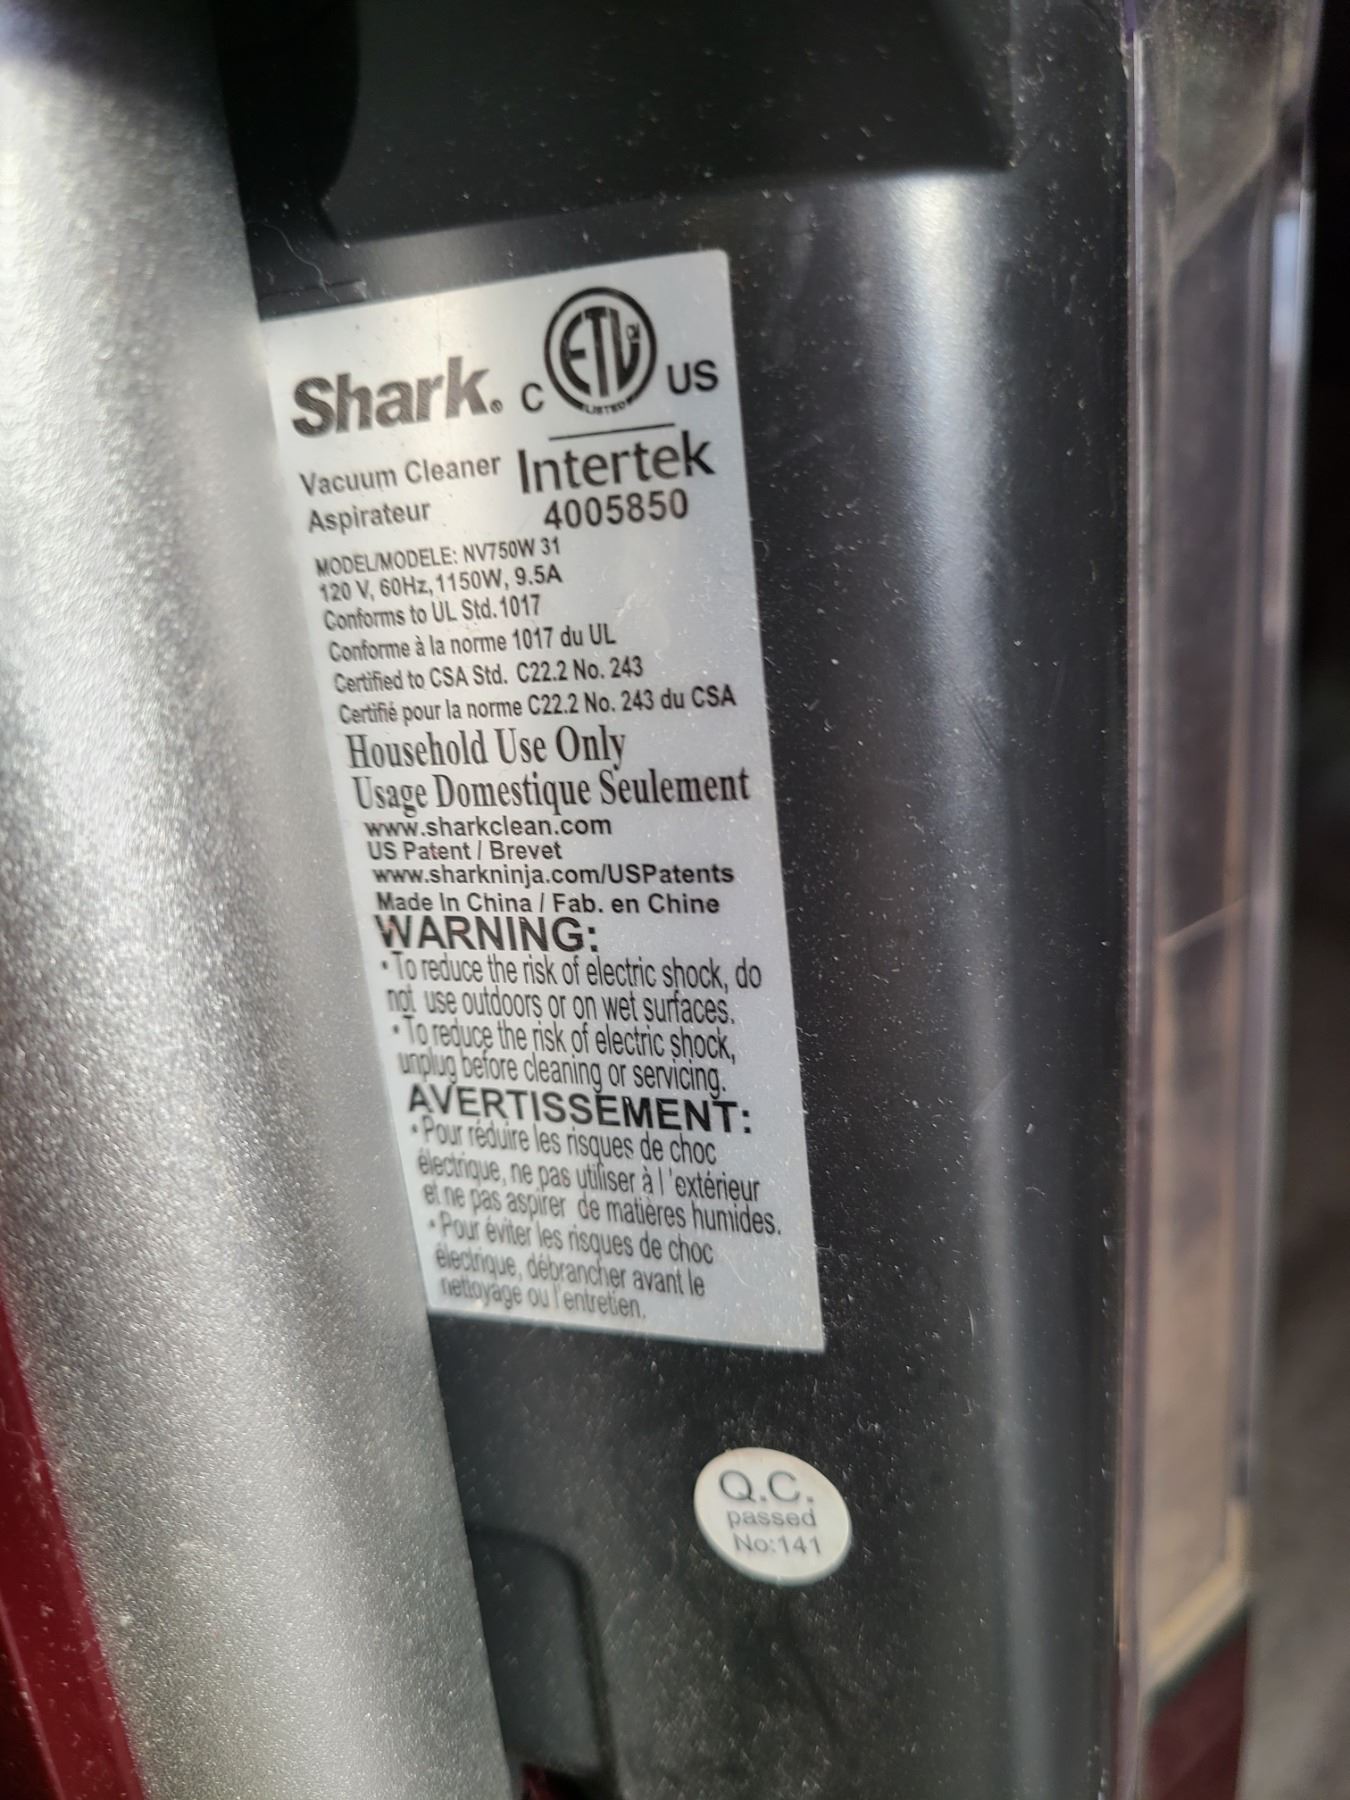 Shark® C ETL CM LISTED US
Vacuum Cleaner Intertek
Aspirateur 4005850
MODEL/MODELE: NV750W 31
120 V, 60Hz, 1150W, 9.5A
Conforms to UL Std. 1017
Conforme à la norme 1017 du UL
Certified to CSA Std. C22.2 No. 243
Certifié pour la norme C22.2 No. 243 du CSA
Household Use Only
Usage Domestique Seulement
www.sharkclean.com
US Patent / Brevet
www.sharkninja.com/USPatents
Made In China / Fab. en Chine
WARNING:
• To reduce the risk of electric shock, do
not use outdoors or on wet surfaces.
• To reduce the risk of electric shock,
unplug before cleaning or servicing.
AVERTISSEMENT:
• Pour réduire les risques de choc
électrique, ne pas utiliser à l'extérieur
et ne pas aspirer de matières humides.
• Pour éviter les risques de choc
électrique, débrancher avant le
nettoyage ou l'entretien.
Q.C.
passed
No:141